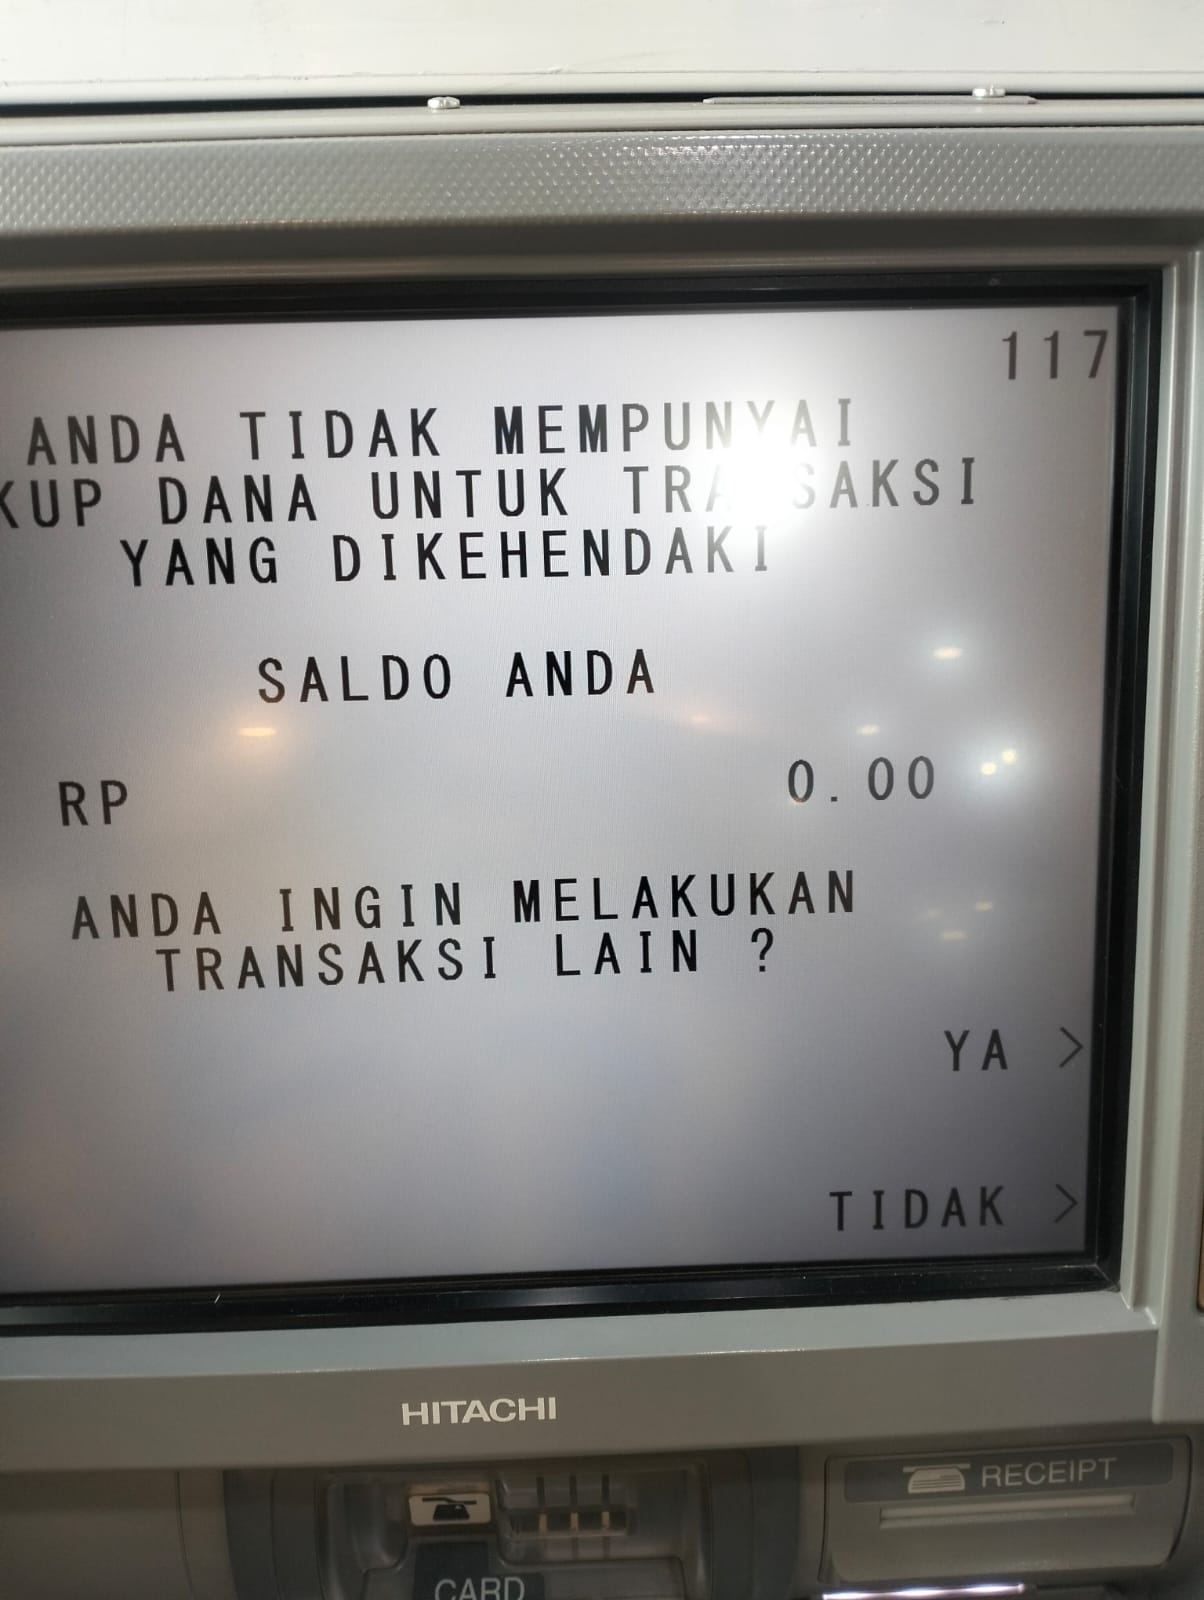 117
ANDA TIDAK MEMPUNYAI
KUP DANA UNTUK TRANSAKSI
YANG DIKEHENDAKI
SALDO ANDA
RP 0.00
ANDA INGIN MELAKUKAN
TRANSAKSI LAIN ?
YA >
TIDAK >
HITACHI
RECEIPT
CARD